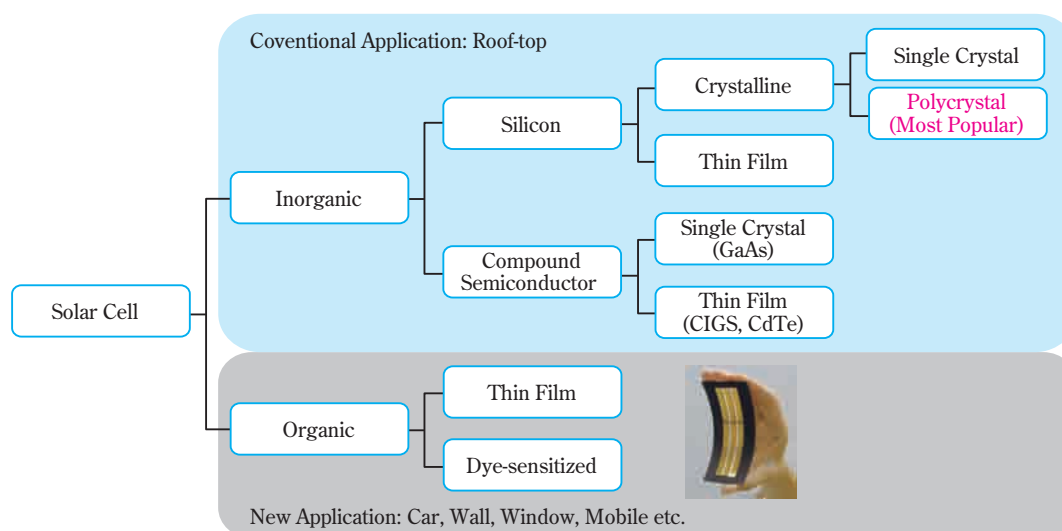 Coventional Application: Roof-top
Single Crystal
Crystalline
Polycrystal
(Most Popular)
Silicon
Thin Film
Inorganic
Single Crystal
(GaAs)
Compound
Semiconductor
Thin Film
(CIGS, CdTe)
Solar Cell
Thin Film
Organic
Dye-sensitized
New Application: Car, Wall, Window, Mobile etc.